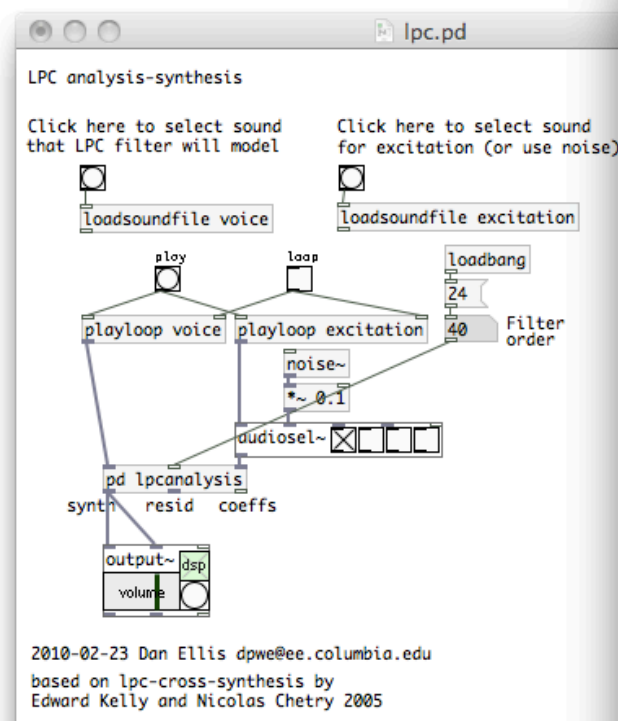 lpc.pd
LPC analysis-synthesis
Click here to select sound
that LPC filter will model
Click here to select sound
for excitation (or use noise)
loadsoundfile voice
loadsoundfile excitation
play
loop
loadbang
24
playloop voice
playloop excitation
40
Filter
order
noise~
*~ 0.1
audiosel~
pd lpcanalysis
synth
resid
coeffs
output~
dsp
volume
2010-02-23 Dan Ellis dpwe@ee.columbia.edu
based on lpc-cross-synthesis by
Edward Kelly and Nicolas Chetry 2005